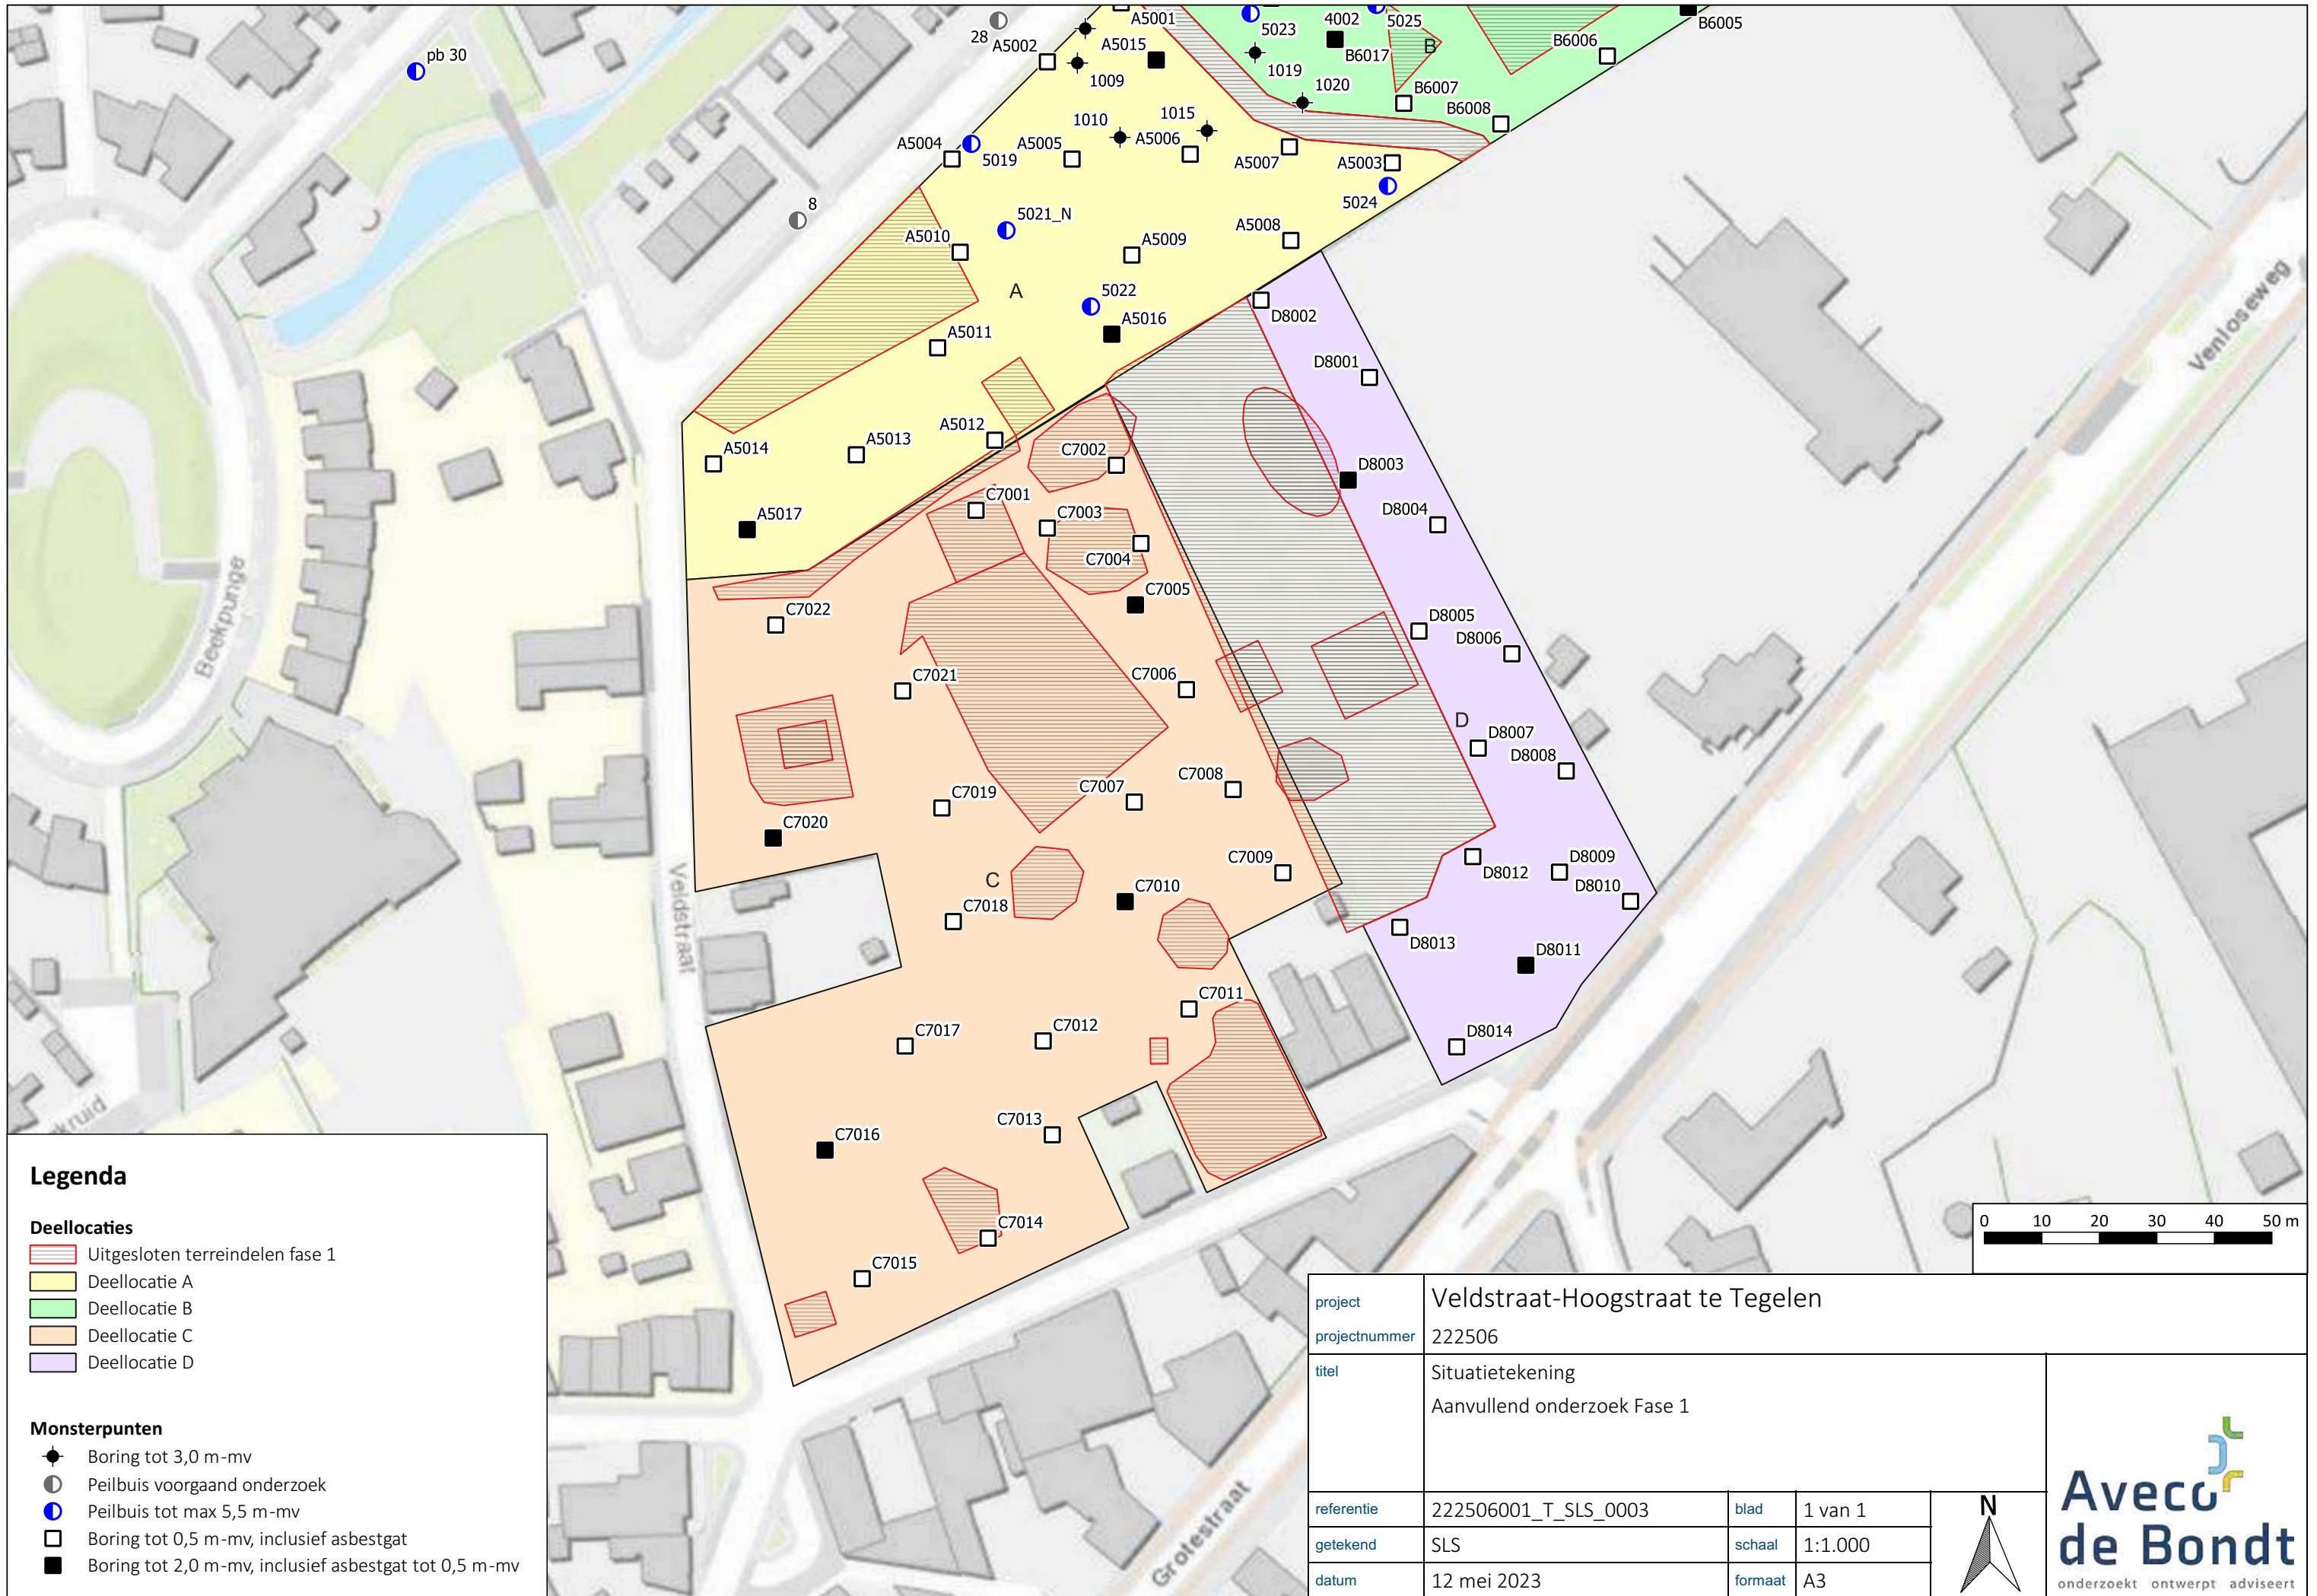 28
A5001
A5002
A5015
1009
5023
4002
5025
B6017
B
B6006
B6005
1019
1020
B6007
B6008
pb 30
1010
1015
A5004
5019
A5005
A5006
A5007
A5003
5024
8
A5010
5021_N
A5009
A5008
A
5022
A5016
A5011
D8002
D8001
A5012
A5013
A5014
C7002
D8003
A5017
C7001
C7003
C7004
D8004
C7005
C7022
D8005
D8006
C7021
C7006
D
D8007
D8008
C7019
C7007
C7008
C7020
C7009
D8012
D8009
D8010
C
C7018
C7010
D8013
D8011
C7011
C7017
C7012
D8014
C7013
C7016
C7014
C7015
Venloseweg
Beekpunge
Veldstraat
kruid
Grotestraat
Legenda
Deellocaties
Uitgesloten terreindelen fase 1
Deellocatie A
Deellocatie B
Deellocatie C
Deellocatie D
Monsterpunten
Boring tot 3,0 m-mv
Peilbuis voorgaand onderzoek
Peilbuis tot max 5,5 m-mv
Boring tot 0,5 m-mv, inclusief asbestgat
Boring tot 2,0 m-mv, inclusief asbestgat tot 0,5 m-mv
0 10 20 30 40 50 m
project Veldstraat-Hoogstraat te Tegelen
projectnummer 222506
titel Situatietekening
Aanvullend onderzoek Fase 1
referentie 222506001_T_SLS_0003 blad 1 van 1
getekend SLS schaal 1:1.000
datum 12 mei 2023 formaat A3
N
Aveco
de Bondt
onderzoekt ontwerpt adviseert